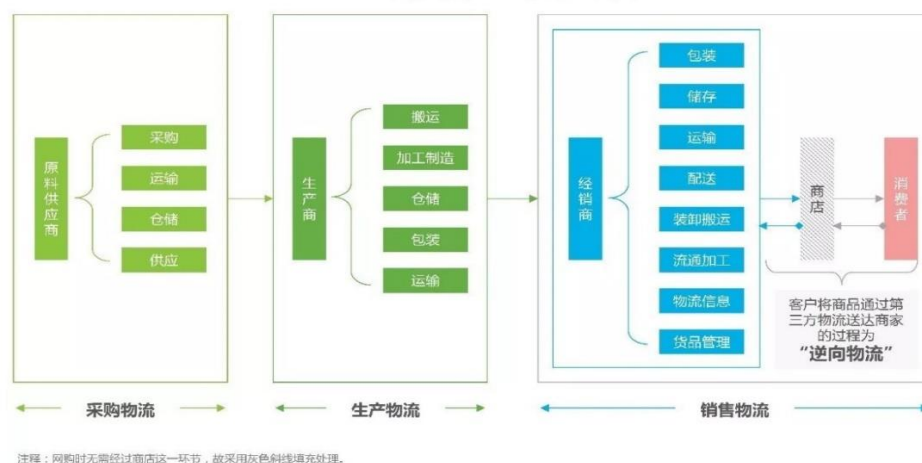 原料供应商
采购
运输
仓储
供应
生产商
搬运
加工制造
仓储
包装
运输
经销商
包装
储存
运输
配送
装卸搬运
流通加工
物流信息
货品管理
商店
消费者
客户将商品通过第
三方物流送达商家
的过程为
“逆向物流”
采购物流
生产物流
销售物流
注释：网购时无需经过商店这一环节，故采用灰色斜线填充处理。